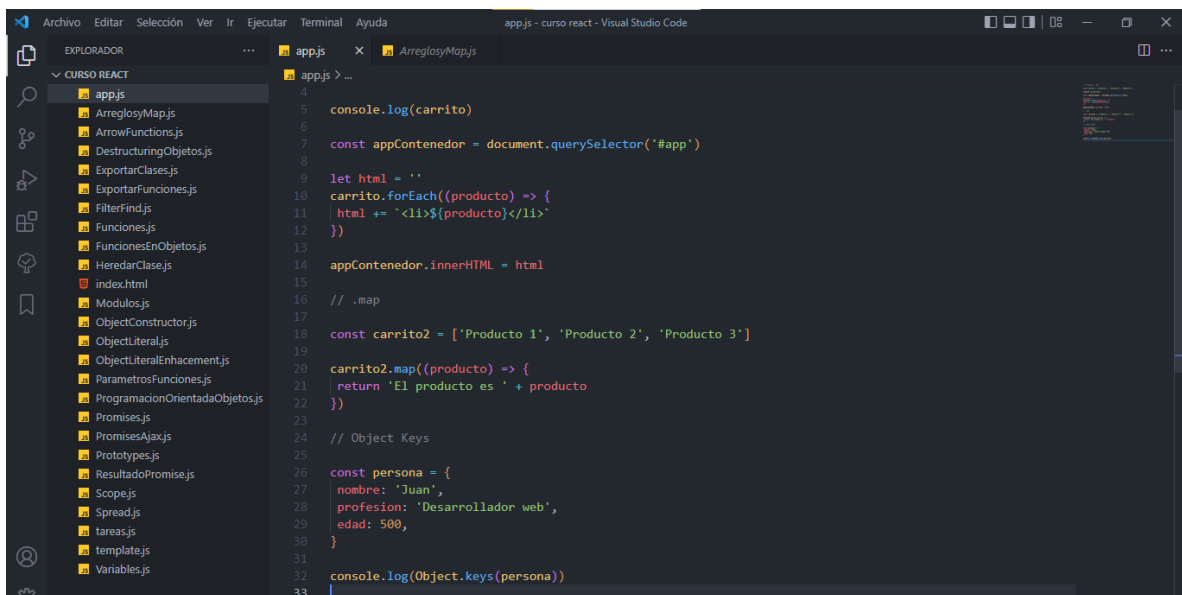 Archivo Editar Selección Ver Ir Ejecutar Terminal Ayuda app.js - curso react - Visual Studio Code
EXPLORADOR
CURSO REACT
app.js
ArreglosyMap.js
ArrowFunctions.js
DestructuringObjetos.js
ExportarClases.js
ExportarFunciones.js
FilterFind.js
Funciones.js
FuncionesEnObjetos.js
HeredarClase.js
index.html
Modulos.js
ObjectConstructor.js
ObjectLiteral.js
ObjectLiteralEnhacement.js
ParametrosFunciones.js
ProgramacionOrientadaObjetos.js
Promises.js
PromisesAjax.js
Prototypes.js
ResultadoPromise.js
Scope.js
Spread.js
tareas.js
template.js
Variables.js
JS app.js × JS ArreglosyMap.js
JS app.js > ...
4
5 console.log(carrito)
6
7 const appContenedor = document.querySelector('#app')
8
9 let html = ''
10 carrito.forEach((producto) => {
11 html += `<li>${producto}</li>`
12 })
13
14 appContenedor.innerHTML = html
15
16 // .map
17
18 const carrito2 = ['Producto 1', 'Producto 2', 'Producto 3']
19
20 carrito2.map((producto) => {
21 return 'El producto es ' + producto
22 })
23
24 // Object Keys
25
26 const persona = {
27 nombre: 'Juan',
28 profesion: 'Desarrollador web',
29 edad: 500,
30 }
31
32 console.log(Object.keys(persona))
33